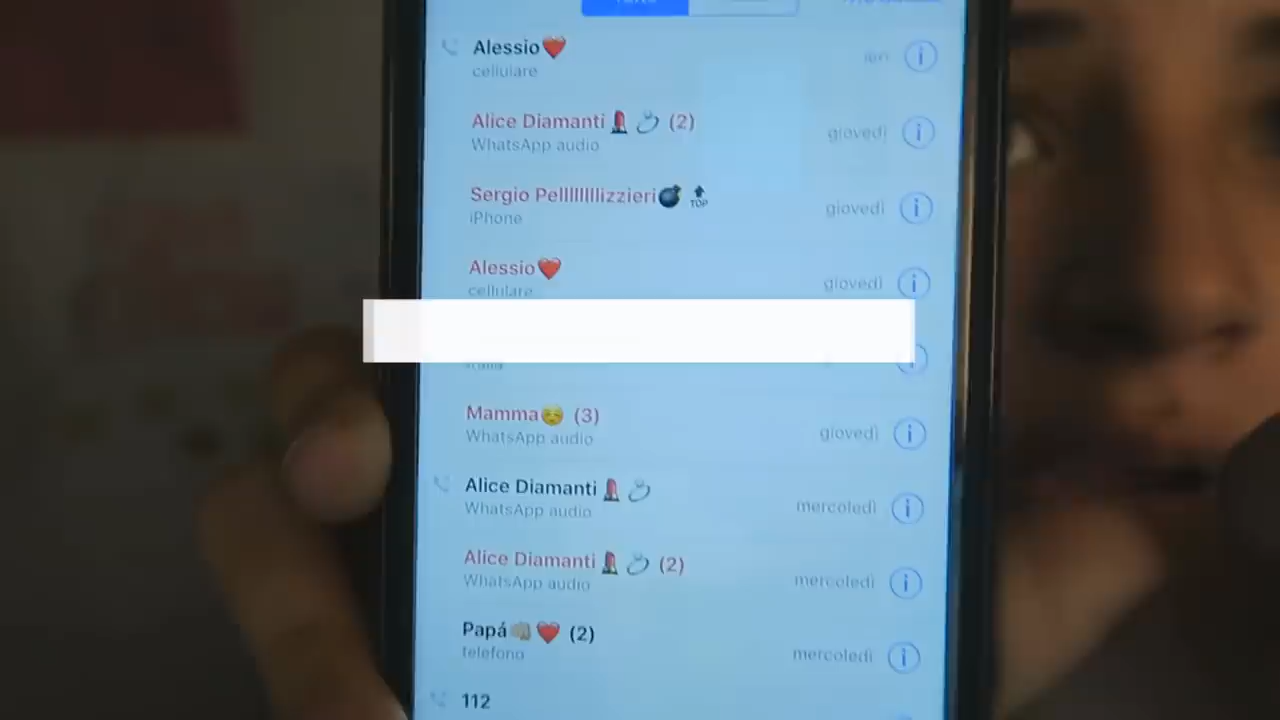 Alessio❤️
cellulare
ieri
Alice Diamanti💄💍 (2)
WhatsApp audio
giovedì
Sergio Pellllllllizzieri💣🔝
iPhone
giovedì
Alessio❤️
cellulare
giovedì
Mamma☺️ (3)
WhatsApp audio
giovedì
Alice Diamanti💄💍
WhatsApp audio
mercoledì
Alice Diamanti💄💍 (2)
WhatsApp audio
mercoledì
Papá👊🏼❤️ (2)
telefono
mercoledì
112